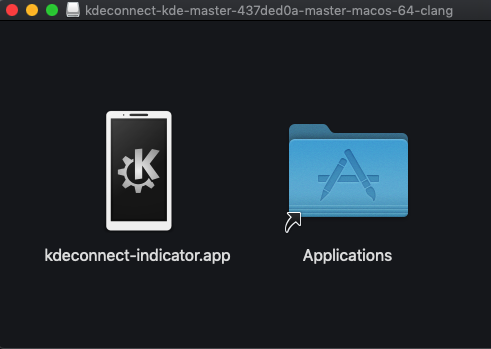 kdeconnect-kde-master-437ded0a-master-macos-64-clang
K
kdeconnect-indicator.app
Applications